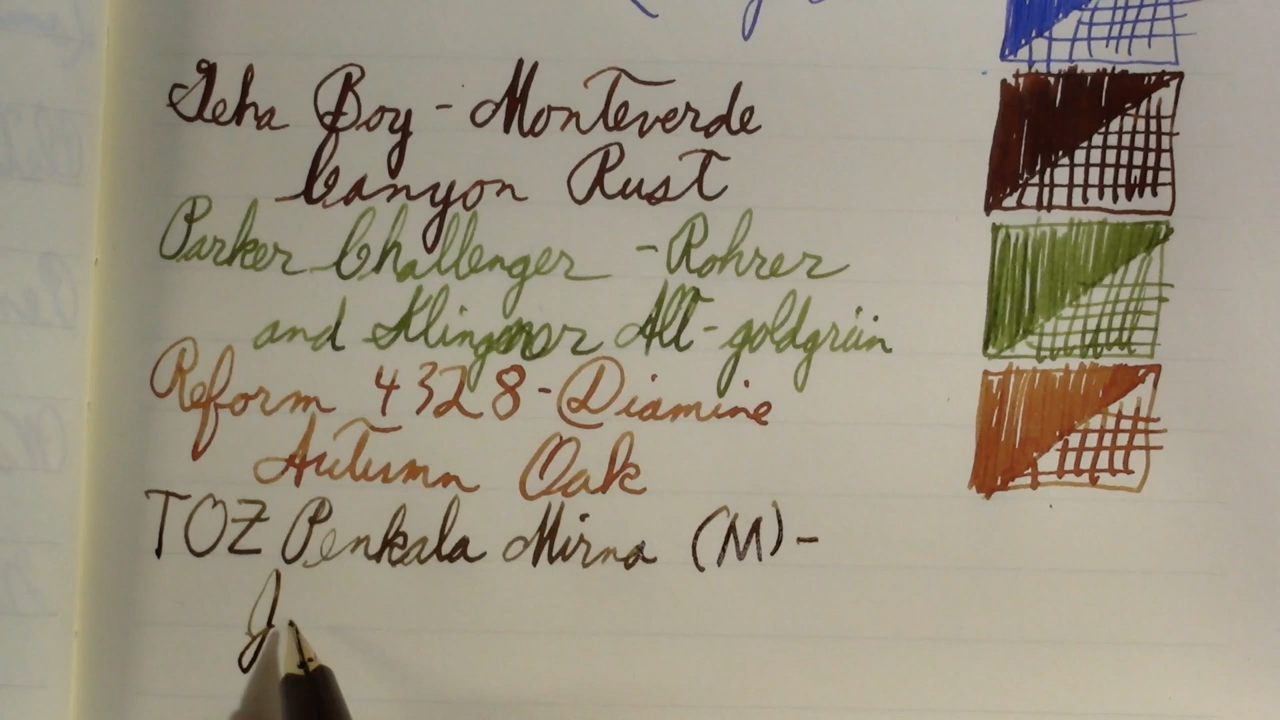 Geha Boy - Monteverde
Canyon Rust
Parker Challenger - Rohrer
and Klingner Alt-goldgrün
Reform 4328 - Diamine
Autumn Oak
TOZ Penkala Mirna (M) -
J